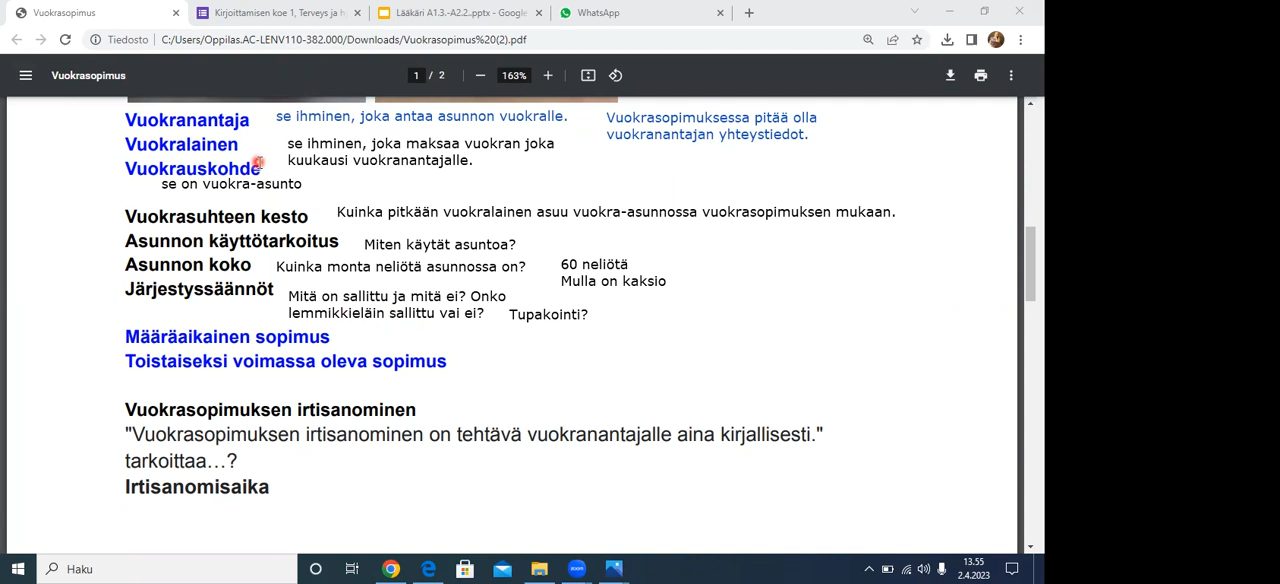 Vuokrasopimus
Kirjoittamisen koe 1, Terveys ja h
Lääkäri A1.3.-A2.2..pptx - Google
WhatsApp
Tiedosto
C:/Users/Oppilas.AC-LENV110-382.000/Downloads/Vuokrasopimus%20(2).pdf
Vuokrasopimus
1 / 2
163%
Vuokranantaja
se ihminen, joka antaa asunnon vuokralle.
Vuokrasopimuksessa pitää olla
vuokranantajan yhteystiedot.
Vuokralainen
se ihminen, joka maksaa vuokran joka
kuukausi vuokranantajalle.
Vuokrauskohde
se on vuokra-asunto
Vuokrasuhteen kesto
Kuinka pitkään vuokralainen asuu vuokra-asunnossa vuokrasopimuksen mukaan.
Asunnon käyttötarkoitus
Miten käytät asuntoa?
Asunnon koko
Kuinka monta neliötä asunnossa on?
60 neliötä
Mulla on kaksio
Järjestyssäännöt
Mitä on sallittu ja mitä ei? Onko
lemmikkieläin sallittu vai ei?
Tupakointi?
Määräaikainen sopimus
Toistaiseksi voimassa oleva sopimus
Vuokrasopimuksen irtisanominen
"Vuokrasopimuksen irtisanominen on tehtävä vuokranantajalle aina kirjallisesti."
tarkoittaa…?
Irtisanomisaika
Haku
zoom
13.55
2.4.2023